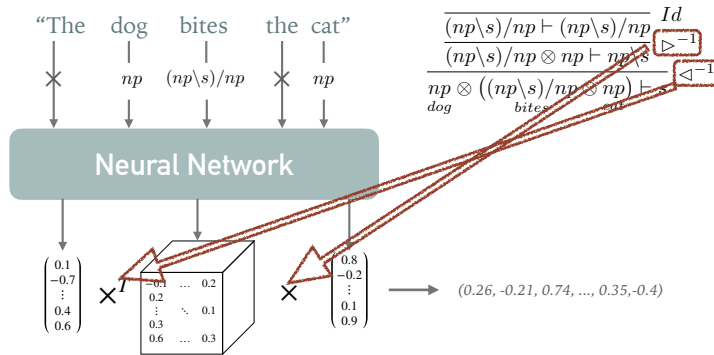 “The dog bites the cat”
np (np\s)/np np
Neural Network
(np\s)/np ⊢ (np\s)/np Id
(np\s)/np ⊗ np ⊢ np\s ▷⁻¹
np ⊗ ((np\s)/np ⊗ np) ⊢ s ◁⁻¹
dog bites cat
0.1
−0.7
⋮
0.4
0.6
× T
−0.1 … 0.2
0.2
⋮ ⋱ 0.1
0.3
0.6 … 0.3
×
0.8
−0.2
⋮
0.1
0.9
(0.26, -0.21, 0.74, ..., 0.35,-0.4)